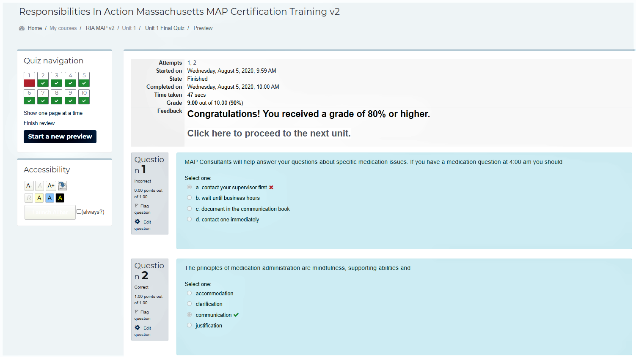 Responsibilities In Action Massachusetts MAP Certification Training v2
Home / My courses / RIA MAP v2 / Unit 1 / Unit 1 Final Quiz / Preview
Quiz navigation
1 2 3 4 5
6 7 8 9 10
Show one page at a time
Finish review
Start a new preview
Accessibility
A- A A+
A A A
(always?)
Attempts 1, 2
Started on Wednesday, August 5, 2020, 9:59 AM
State Finished
Completed on Wednesday, August 5, 2020, 10:00 AM
Time taken 47 secs
Grade 9.00 out of 10.00 (90%)
Feedback Congratulations! You received a grade of 80% or higher.
Click here to proceed to the next unit.
Question 1
Incorrect
0.00 points out of 1.00
Flag question
Edit question
MAP Consultants will help answer your questions about specific medication issues. If you have a medication question at 4:00 am you should
Select one:
a. contact your supervisor first
b. wait until business hours
c. document in the communication book
d. contact one immediately
Question 2
Correct
1.00 points out of 1.00
Flag question
Edit question
The principles of medication administration are mindfulness, supporting abilities and
Select one:
accommodation
clarification
communication
justification